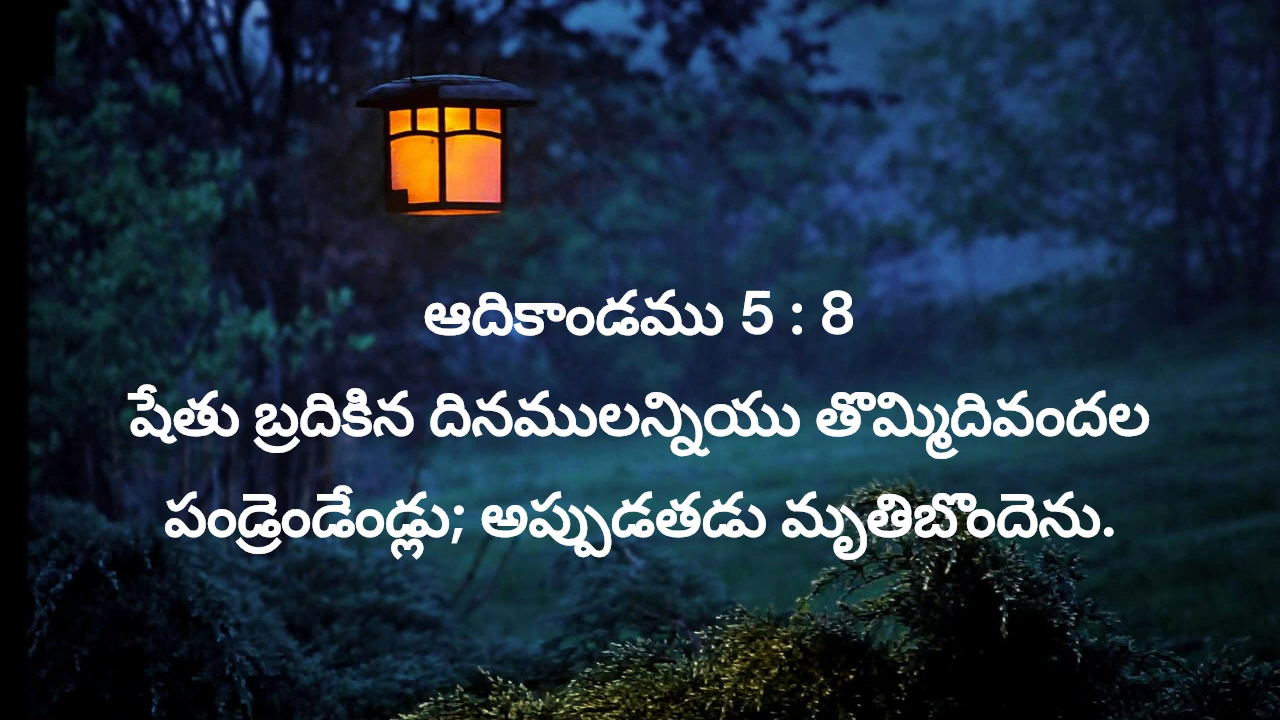 ఆదికాండము 5 : 8
షేతు బ్రదికిన దినములన్నియు తొమ్మిదివందల
పండ్రెండేండ్లు; అప్పుడతడు మృతిబొందెను.